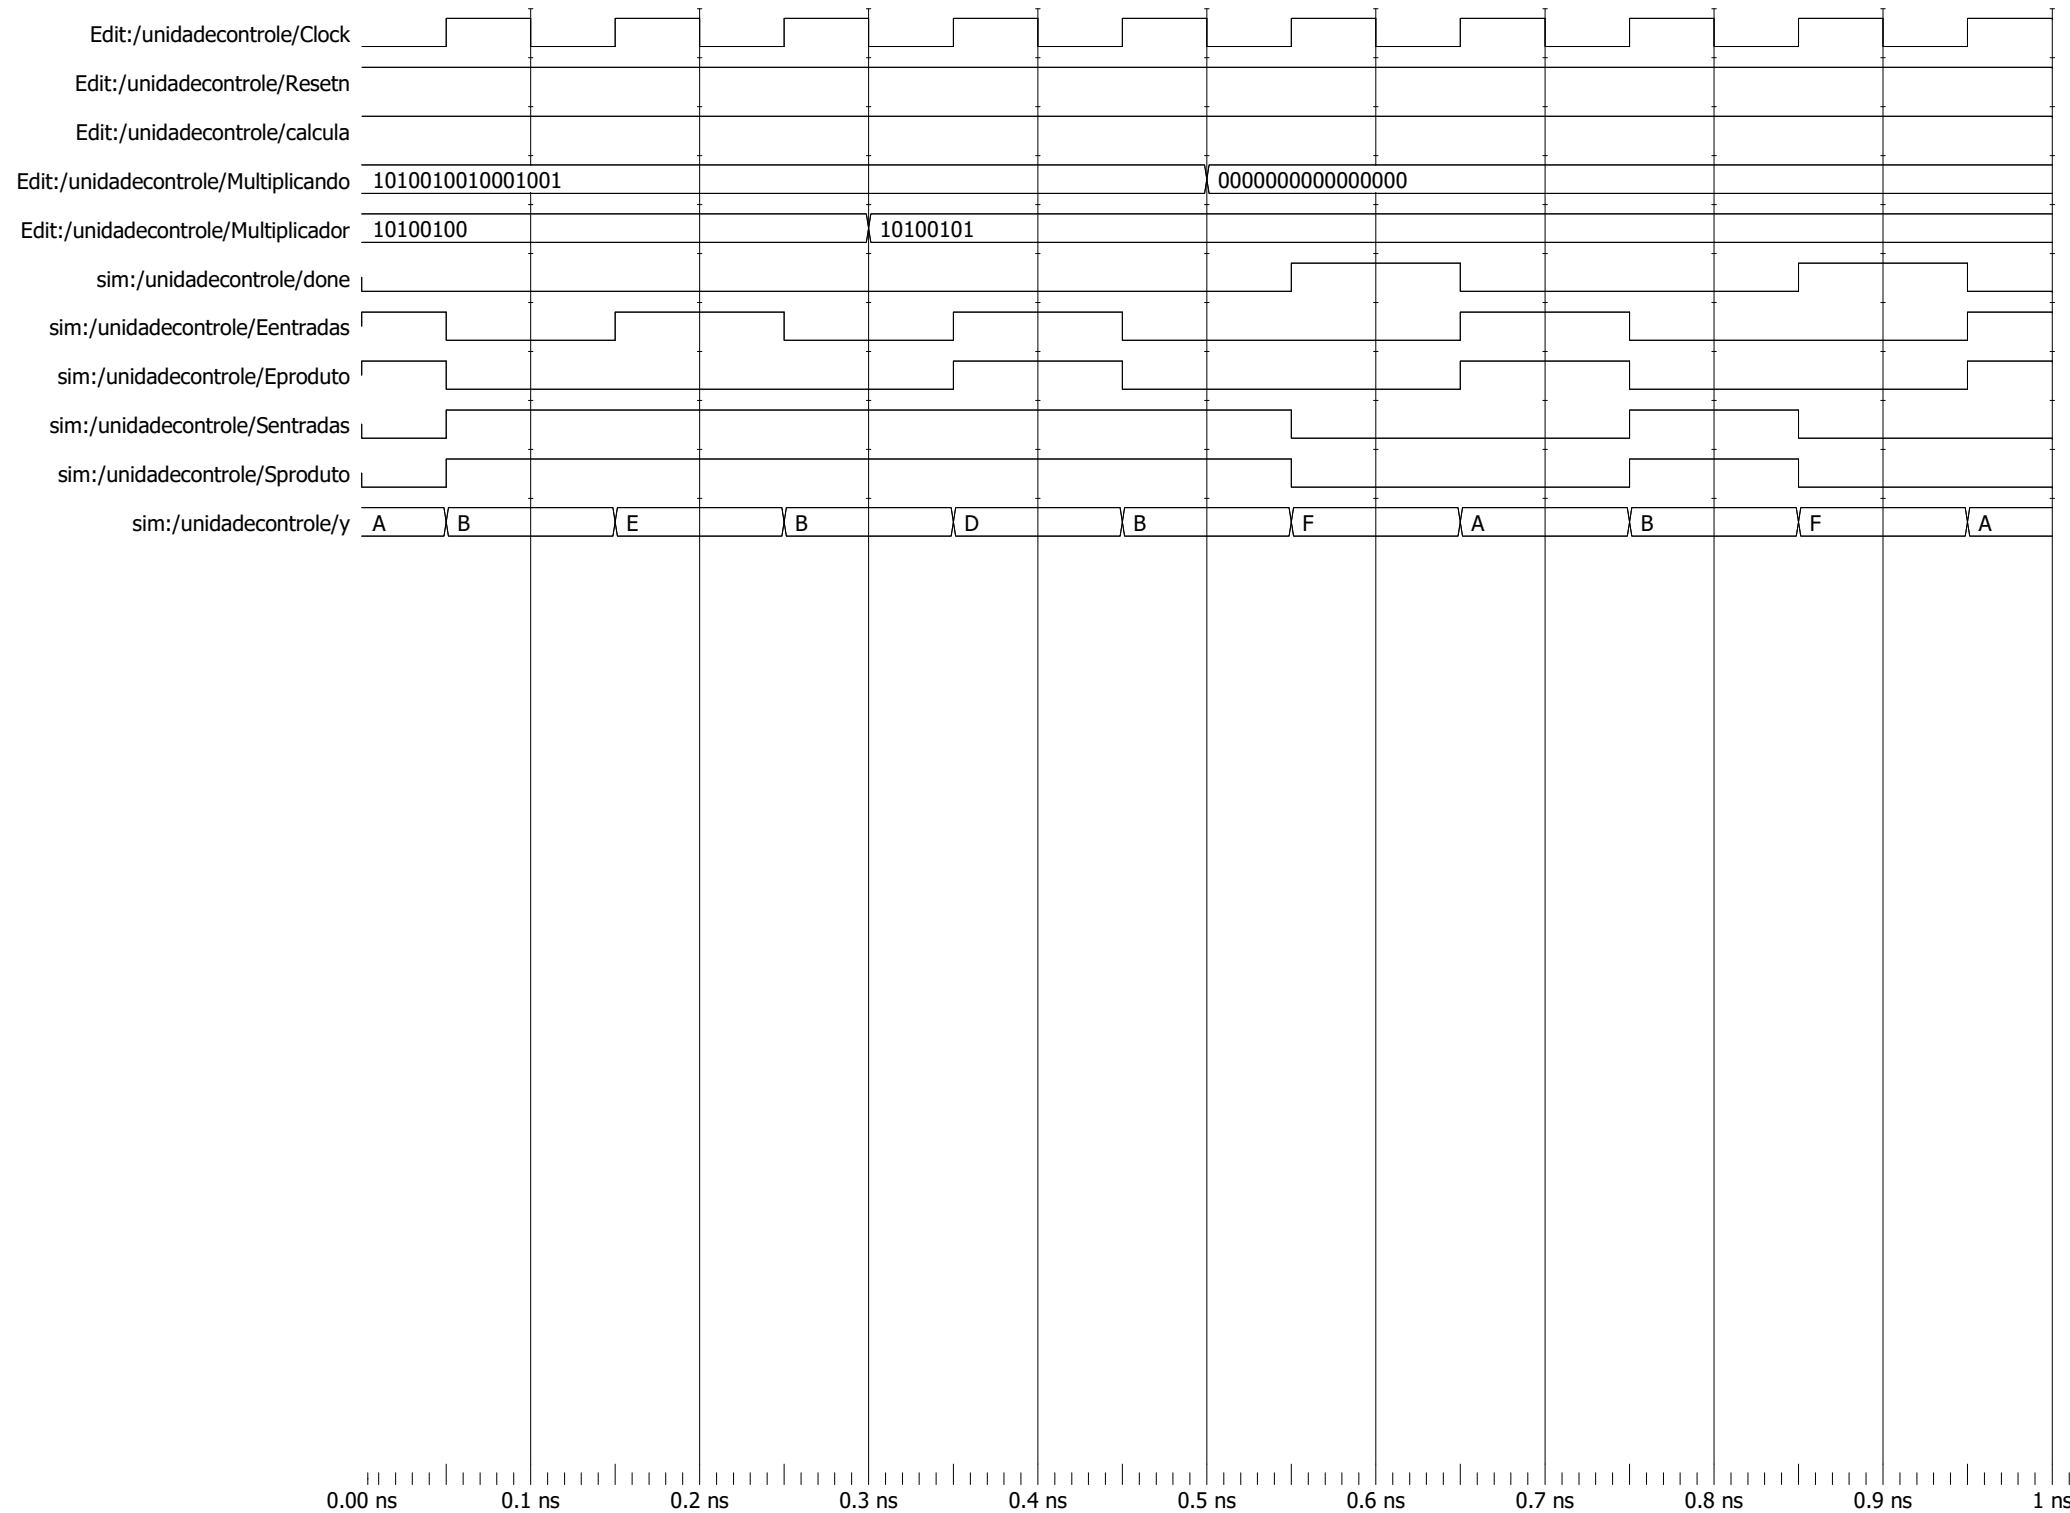 Edit:/unidadecontrole/Clock
Edit:/unidadecontrole/Resetn
Edit:/unidadecontrole/calcula
Edit:/unidadecontrole/Multiplicando 1010010010001001 0000000000000000
Edit:/unidadecontrole/Multiplicador 10100100 10100101
sim:/unidadecontrole/done
sim:/unidadecontrole/Eentradas
sim:/unidadecontrole/Eproduto
sim:/unidadecontrole/Sentradas
sim:/unidadecontrole/Sproduto
sim:/unidadecontrole/y A B E B D B F A B F A
0.00 ns 0.1 ns 0.2 ns 0.3 ns 0.4 ns 0.5 ns 0.6 ns 0.7 ns 0.8 ns 0.9 ns 1 ns